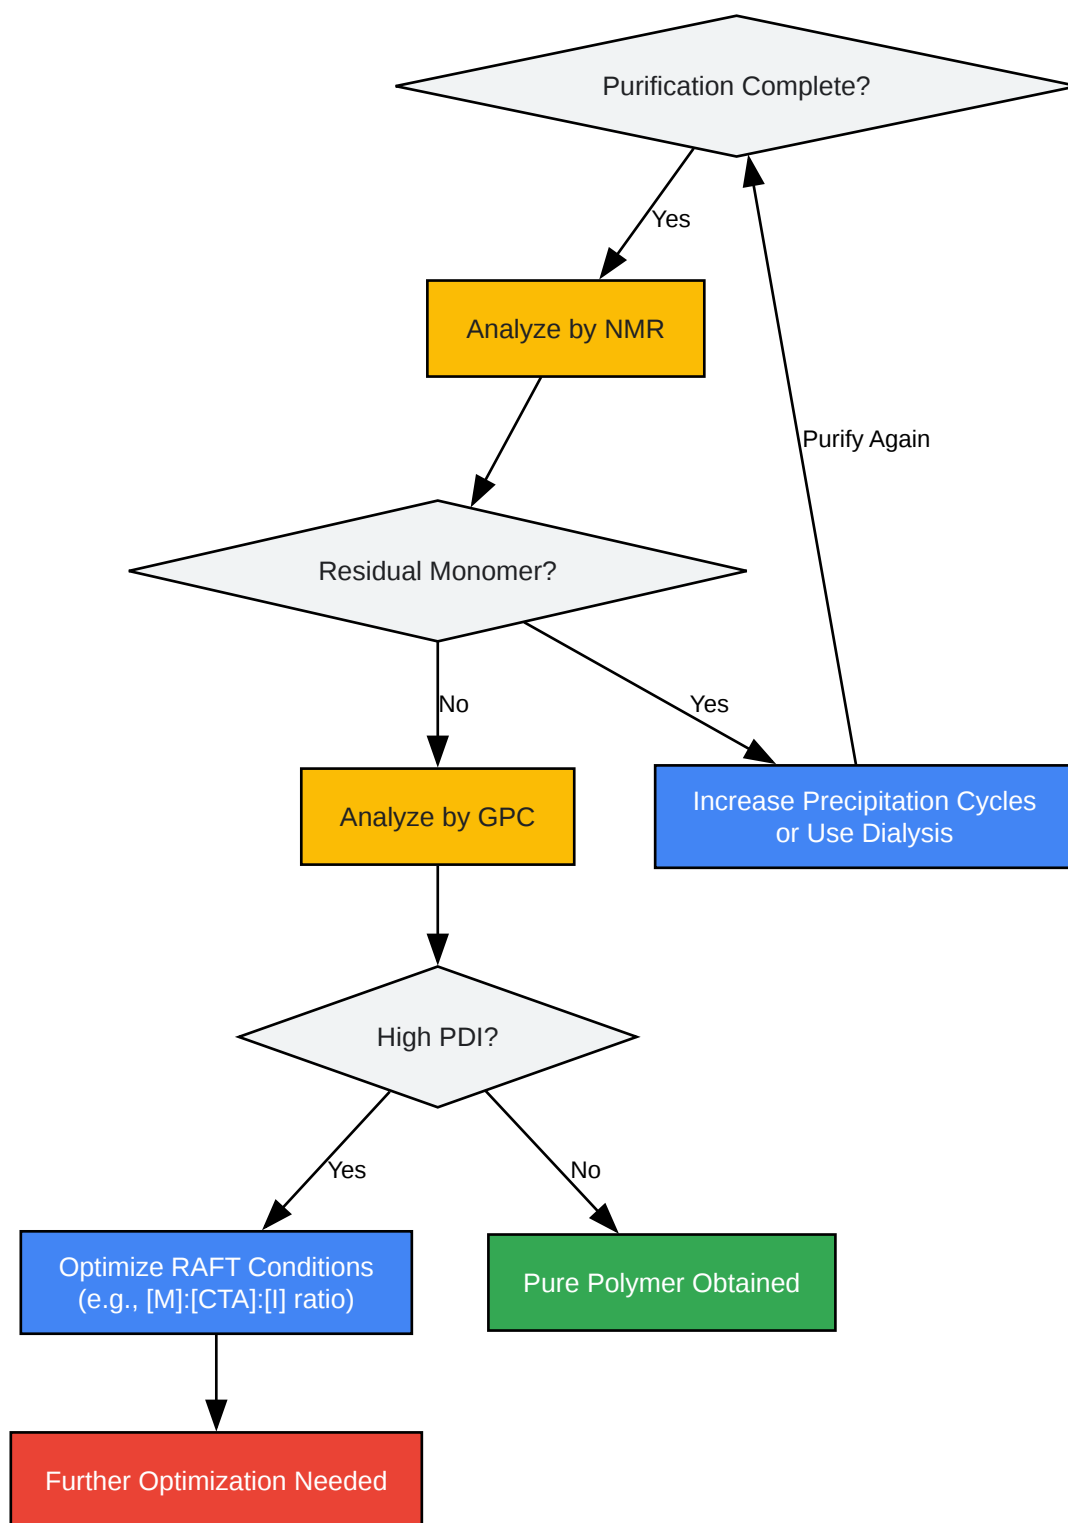 Purification Complete?
Yes
Analyze by NMR
Purify Again
Residual Monomer?
No
Yes
Analyze by GPC
Increase Precipitation Cycles
or Use Dialysis
High PDI?
Yes
No
Optimize RAFT Conditions
(e.g., [M]:[CTA]:[I] ratio)
Pure Polymer Obtained
Further Optimization Needed